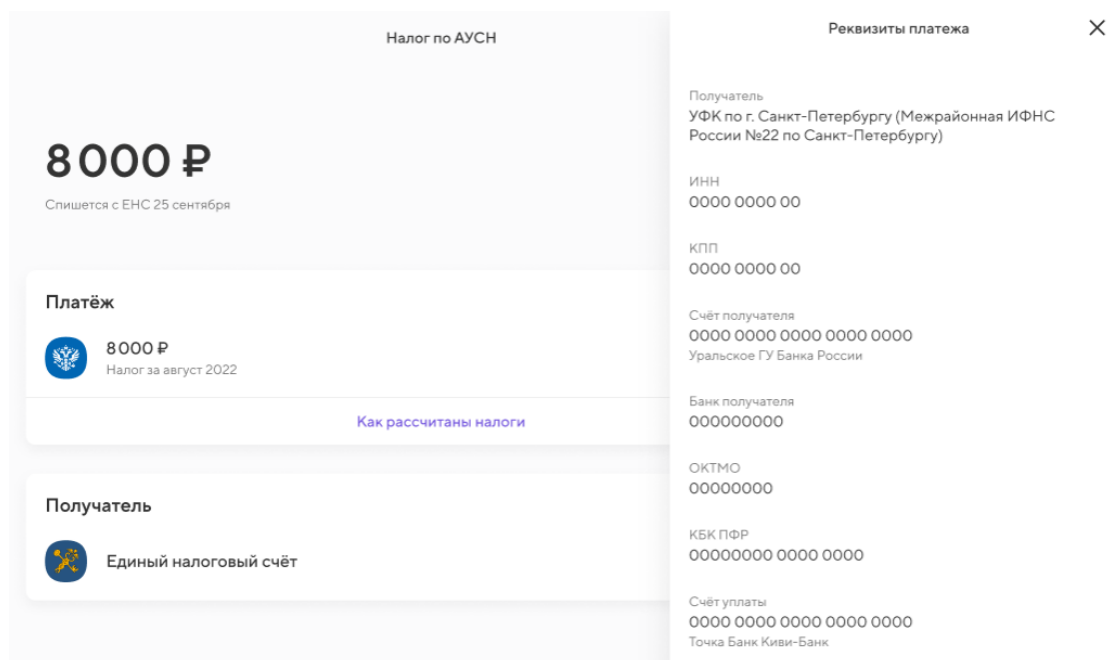 Налог по АУСН
8 000 ₽
Спишется с ЕНС 25 сентября
Платёж
8 000 ₽
Налог за август 2022
Как рассчитаны налоги
Получатель
Единый налоговый счёт
Реквизиты платежа
Получатель
УФК по г. Санкт-Петербургу (Межрайонная ИФНС
России №22 по Санкт-Петербургу)
ИНН
0000 0000 00
КПП
0000 0000 00
Счёт получателя
0000 0000 0000 0000 0000
Уральское ГУ Банка России
Банк получателя
000000000
ОКТМО
00000000
КБК ПФР
00000000 0000 0000
Счёт уплаты
0000 0000 0000 0000 0000
Точка Банк Киви-Банк